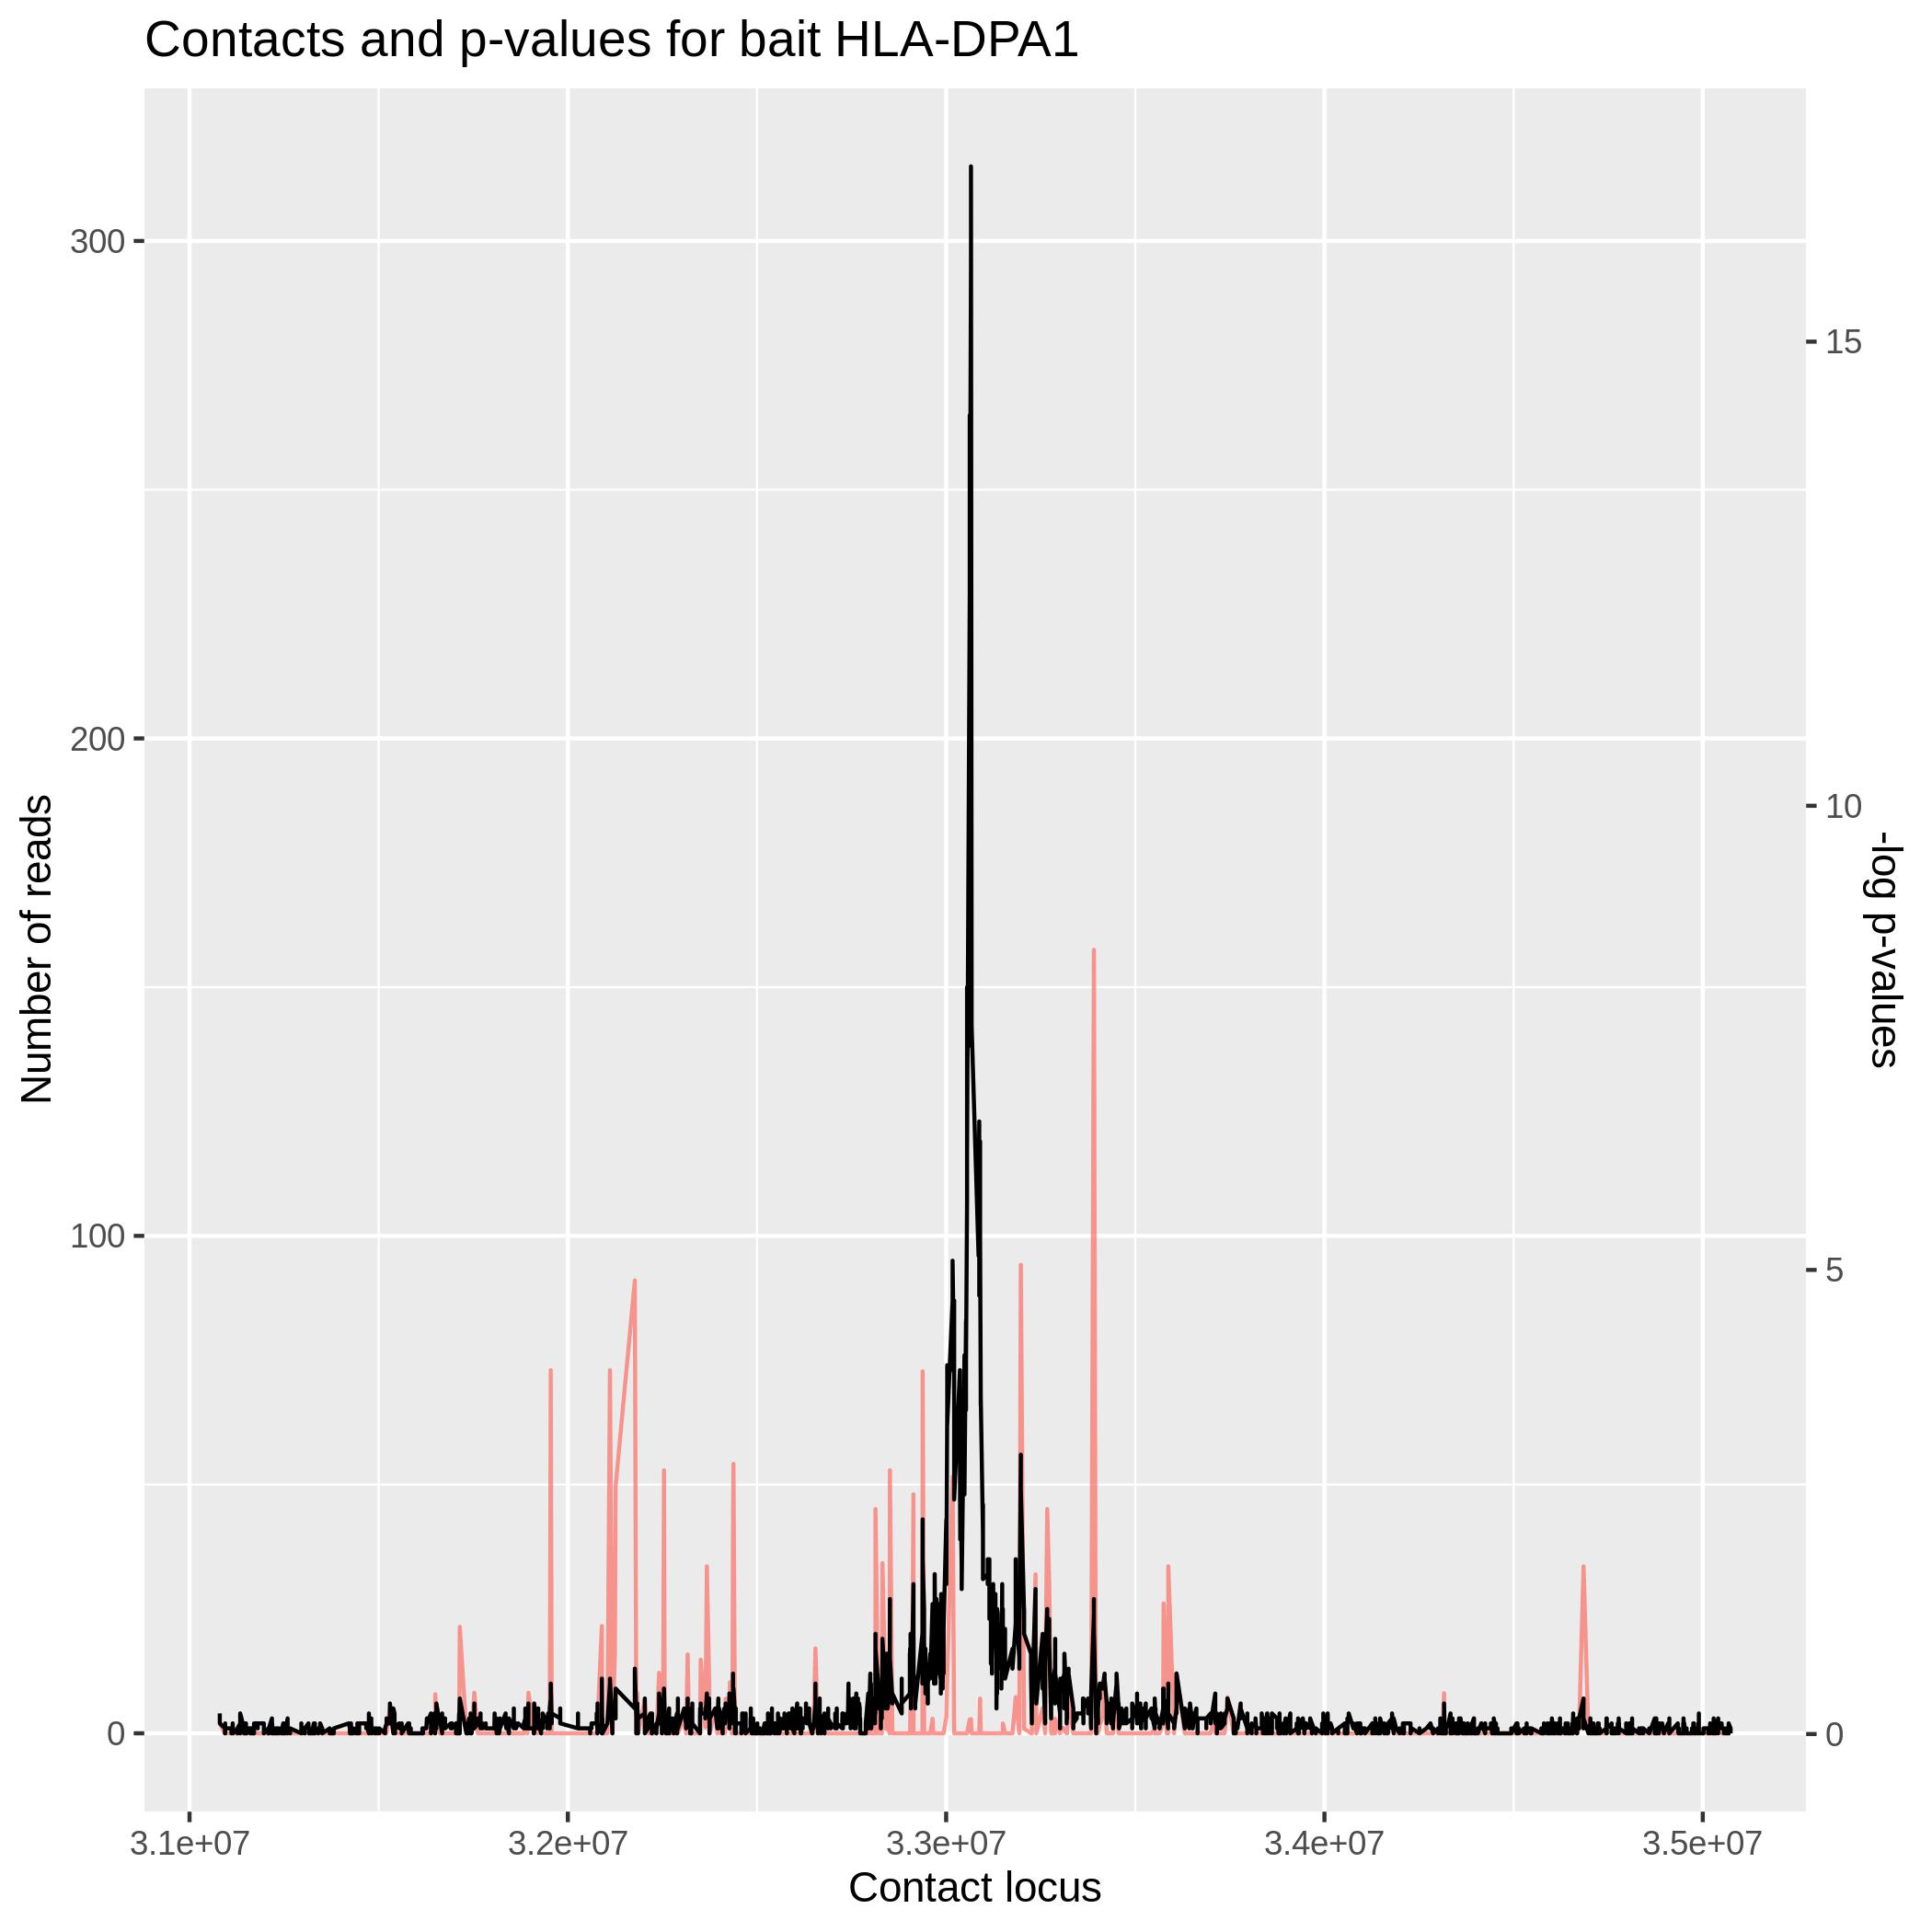 Contacts and p-values for bait HLA-DPA1
300
200
100
0
Number of reads
15
10
5
0
-log p-values
3.1e+07
3.2e+07
3.3e+07
3.4e+07
3.5e+07
Contact locus